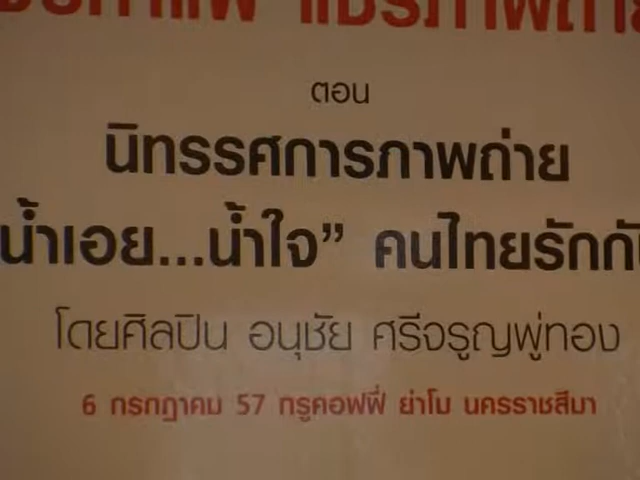 ตอน
นิทรรศการภาพถ่าย
น้ำเอย...น้ำใจ” คนไทยรักกัน
โดยศิลปิน อนุชัย ศรีจรูญพู่ทอง
6 กรกฎาคม 57 ทรูคอฟฟี่ ย่าโม นครราชสีมา